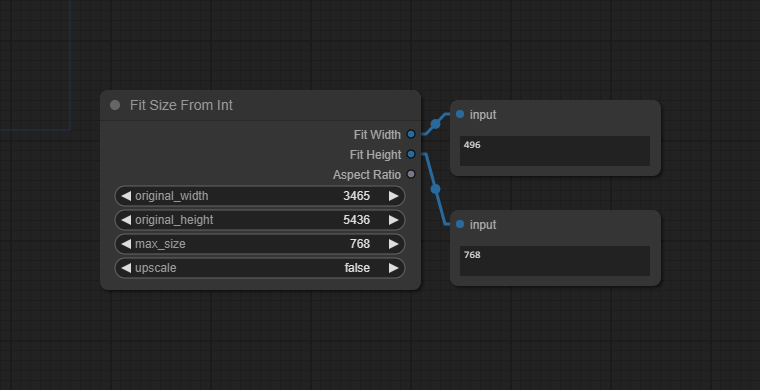 Fit Size From Int
Fit Width
Fit Height
Aspect Ratio
original_width 3465
original_height 5436
max_size 768
upscale false
input
496
input
768